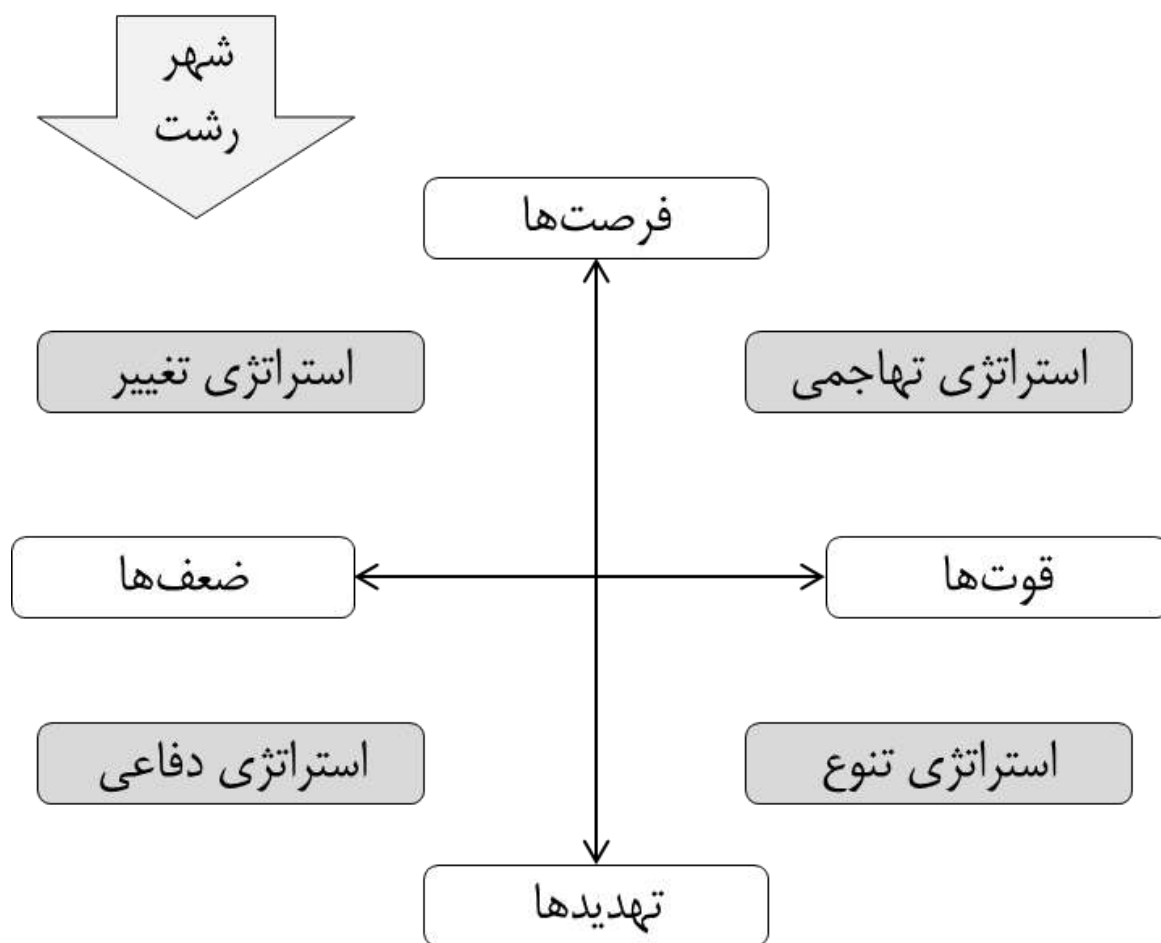 شهر
رشت
فرصت‌ها
استراتژی تهاجمی
استراتژی تغییر
قوت‌ها
ضعف‌ها
استراتژی تنوع
استراتژی دفاعی
تهدیدها